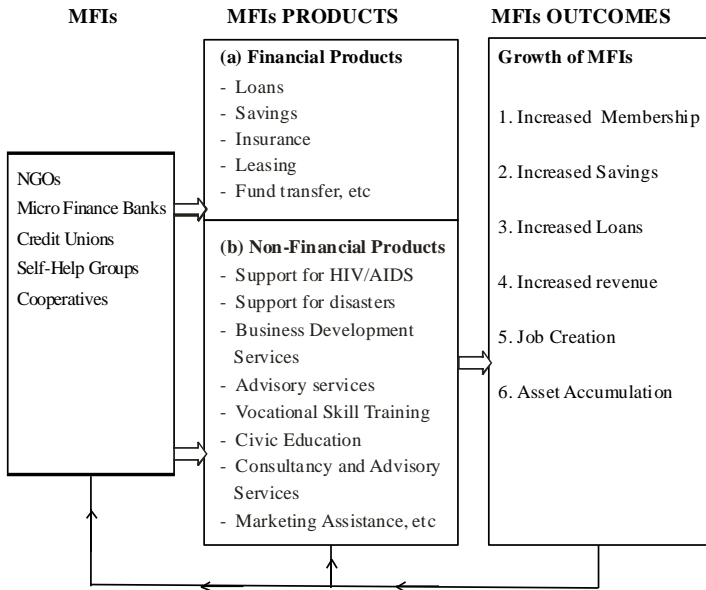 MFIs
MFIs PRODUCTS
MFIs OUTCOMES
NGOs
Micro Finance Banks
Credit Unions
Self-Help Groups
Cooperatives
(a) Financial Products
- Loans
- Savings
- Insurance
- Leasing
- Fund transfer, etc
(b) Non-Financial Products
- Support for HIV/AIDS
- Support for disasters
- Business Development
Services
- Advisory services
- Vocational Skill Training
- Civic Education
- Consultancy and Advisory
Services
- Marketing Assistance, etc
Growth of MFIs
1. Increased Membership
2. Increased Savings
3. Increased Loans
4. Increased revenue
5. Job Creation
6. Asset Accumulation